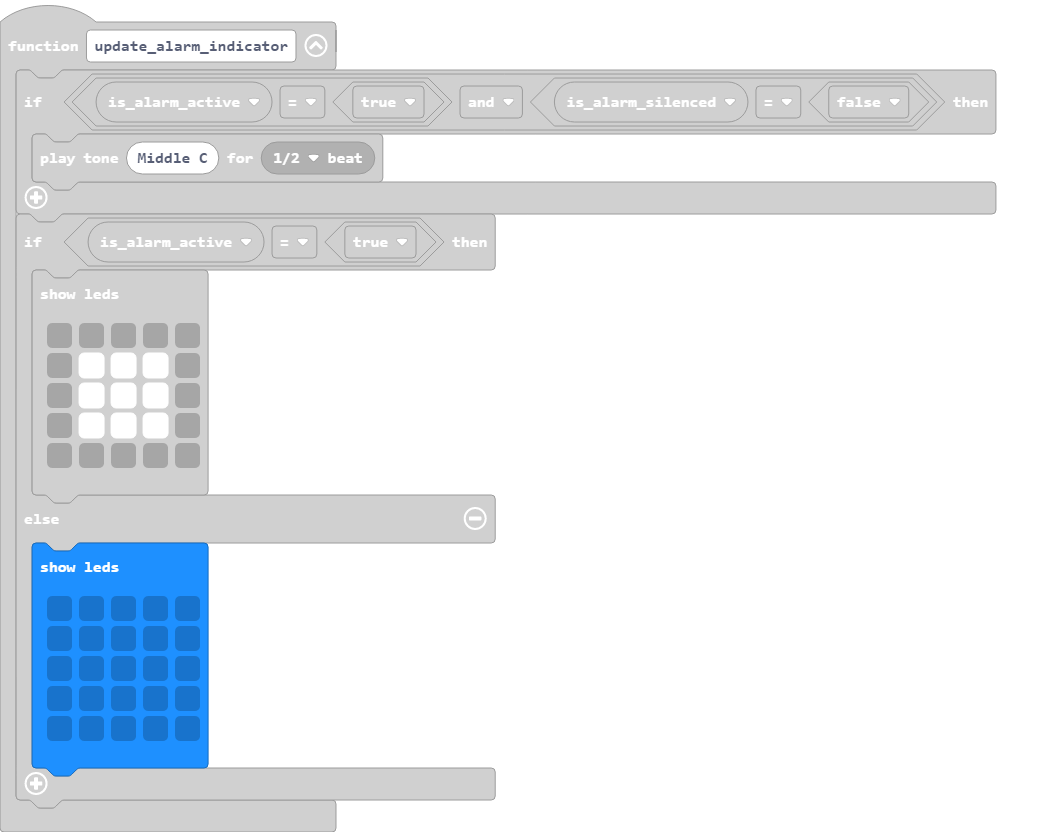 function update_alarm_indicator
if is_alarm_active = true and is_alarm_silenced = false then
play tone Middle C for 1/2 beat
if is_alarm_active = true then
show leds
else
show leds